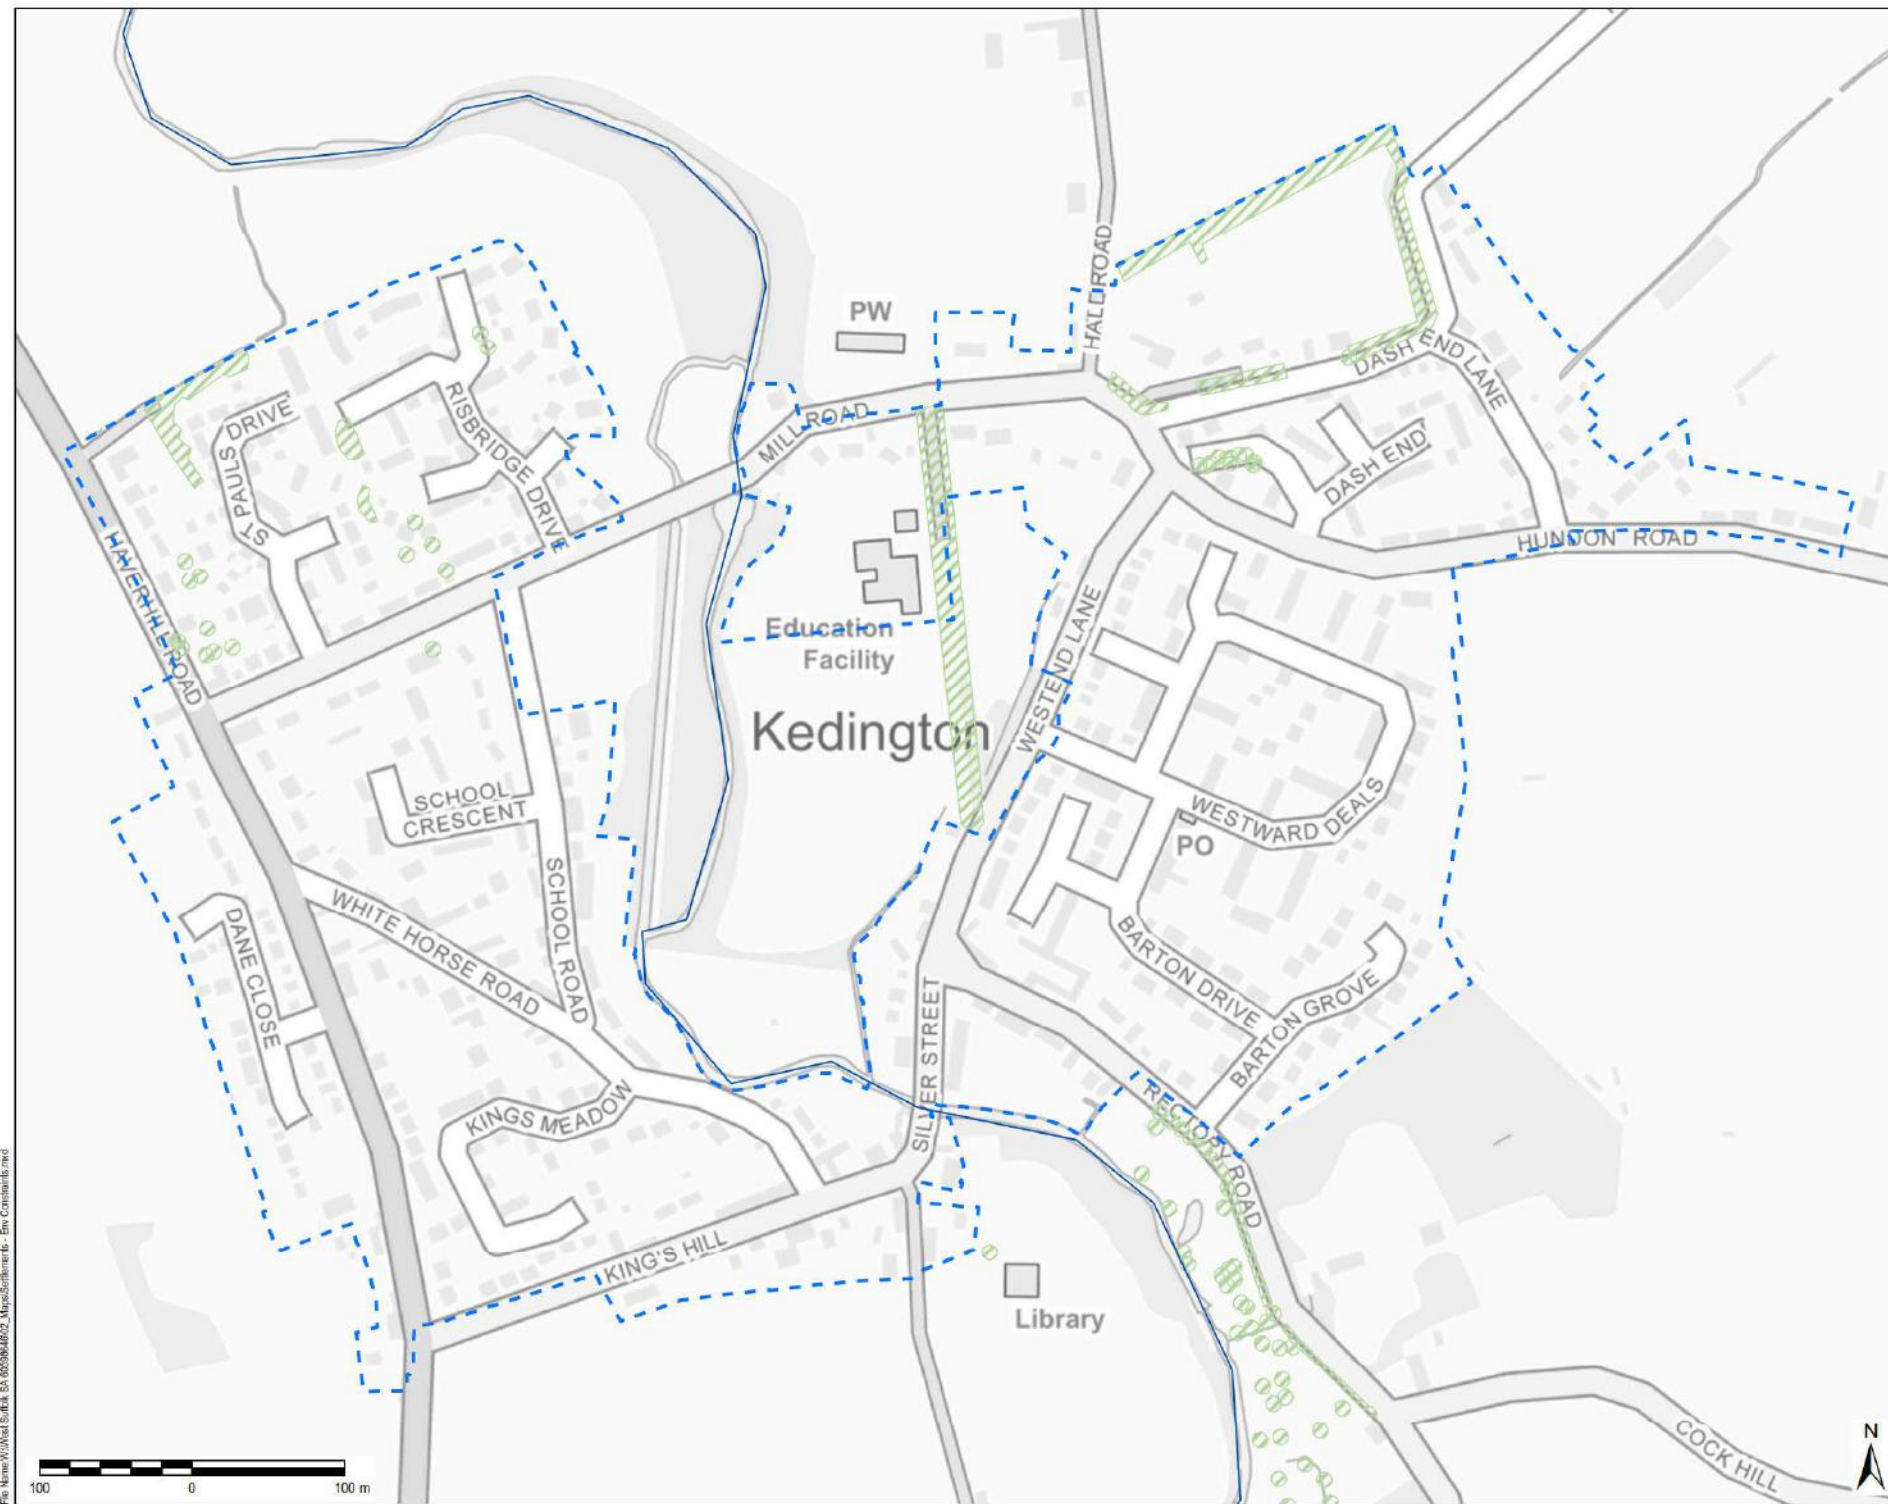 PW
HALL ROAD
DASH END LANE
MILL ROAD
ST PAULS DRIVE
RISBRIDGE DRIVE
DASH END
HAVERHILL ROAD
HUNDON ROAD
Education
Facility
WESTEND LANE
Kedington
SCHOOL
CRESCENT
WESTWARD DEALS
PO
SCHOOL ROAD
WHITE HORSE ROAD
DANE CLOSE
BARTON DRIVE
BARTON GROVE
SILVER STREET
KINGS MEADOW
RECTORY ROAD
KING'S HILL
Library
COCK HILL
N
100 0 100 m